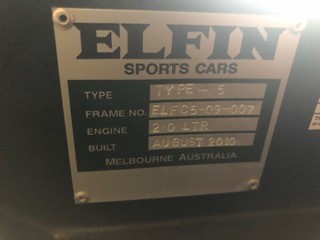 ELFIN
SPORTS CARS
TYPE TYPE - 5
FRAME NO. ELFC5-09-007
ENGINE 2.0 LTR
BUILT AUGUST 2010
MELBOURNE AUSTRALIA